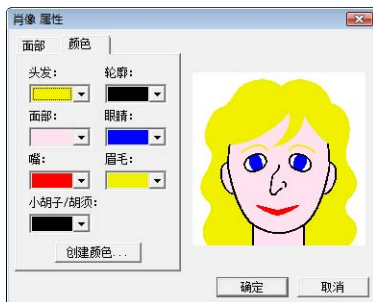 肖像 属性
面部 颜色
头发： 轮廓：
面部： 眼睛：
嘴： 眉毛：
小胡子/胡须：
创建颜色...
确定 取消